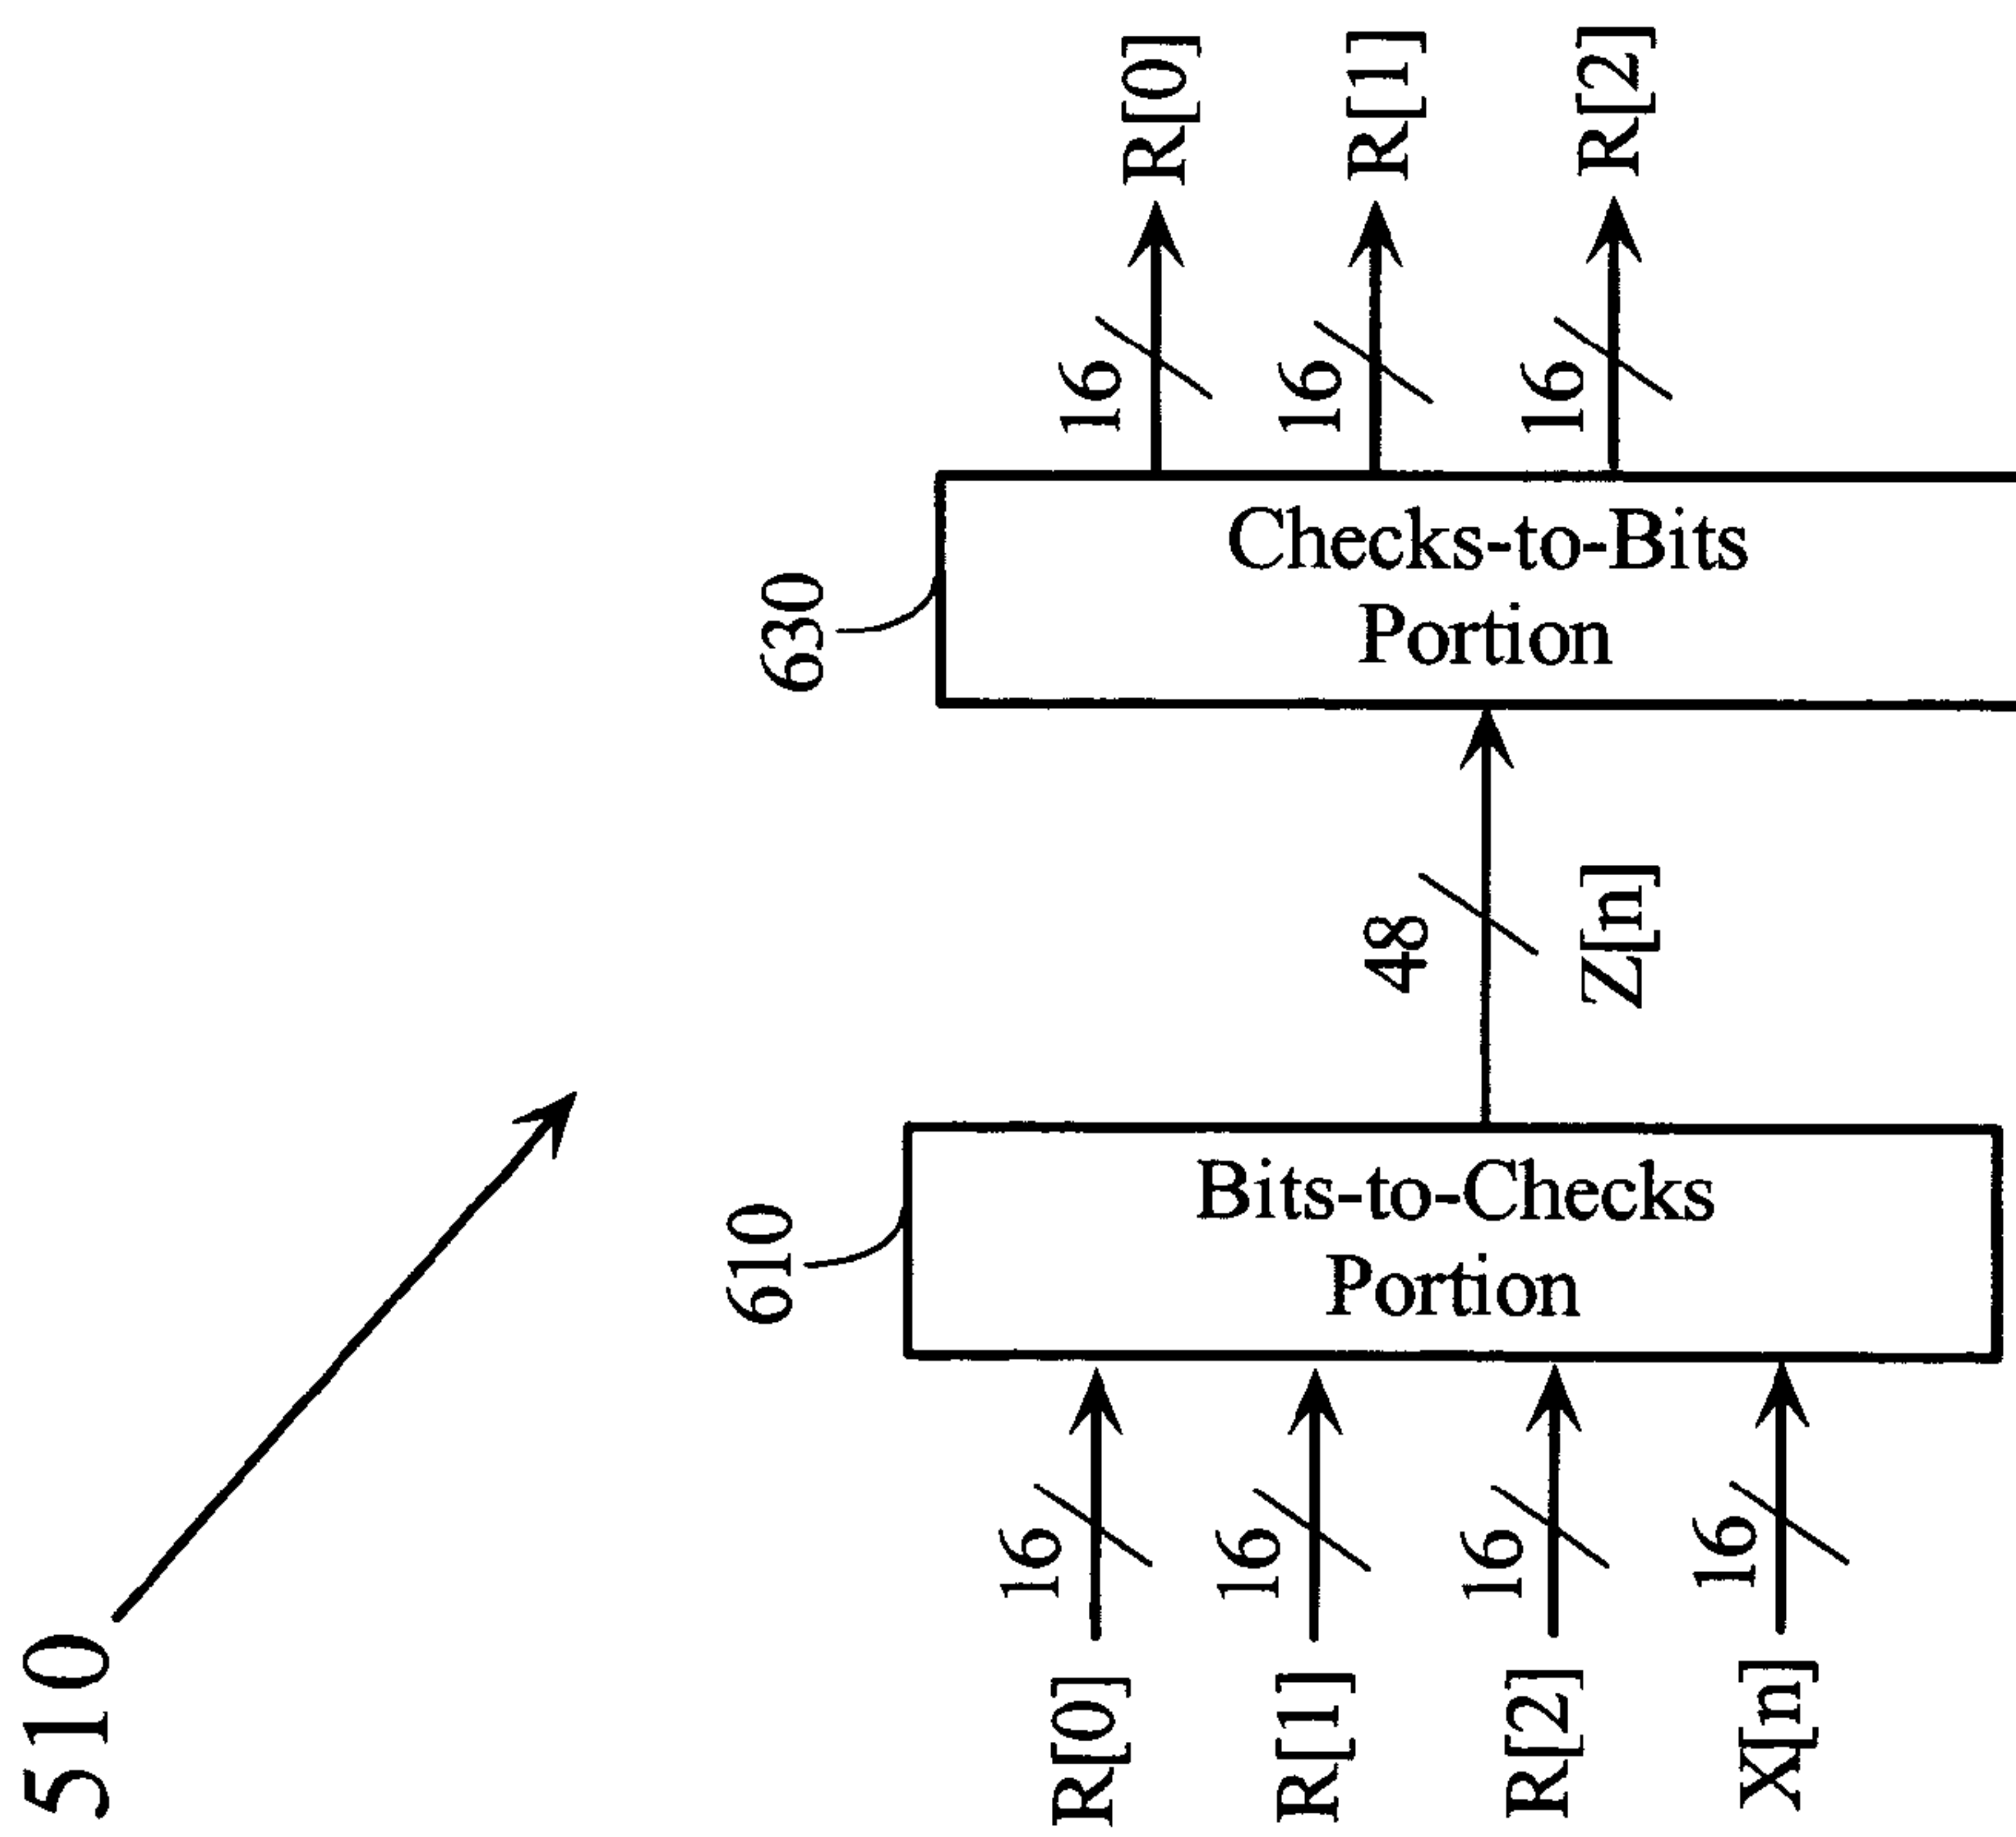 510
R[0]
16
R[1]
16
R[2]
16
X[n]
16
610
Bits-to-Checks
Portion
48
Z[n]
630
Checks-to-Bits
Portion
16
R[0]
16
R[1]
16
R[2]